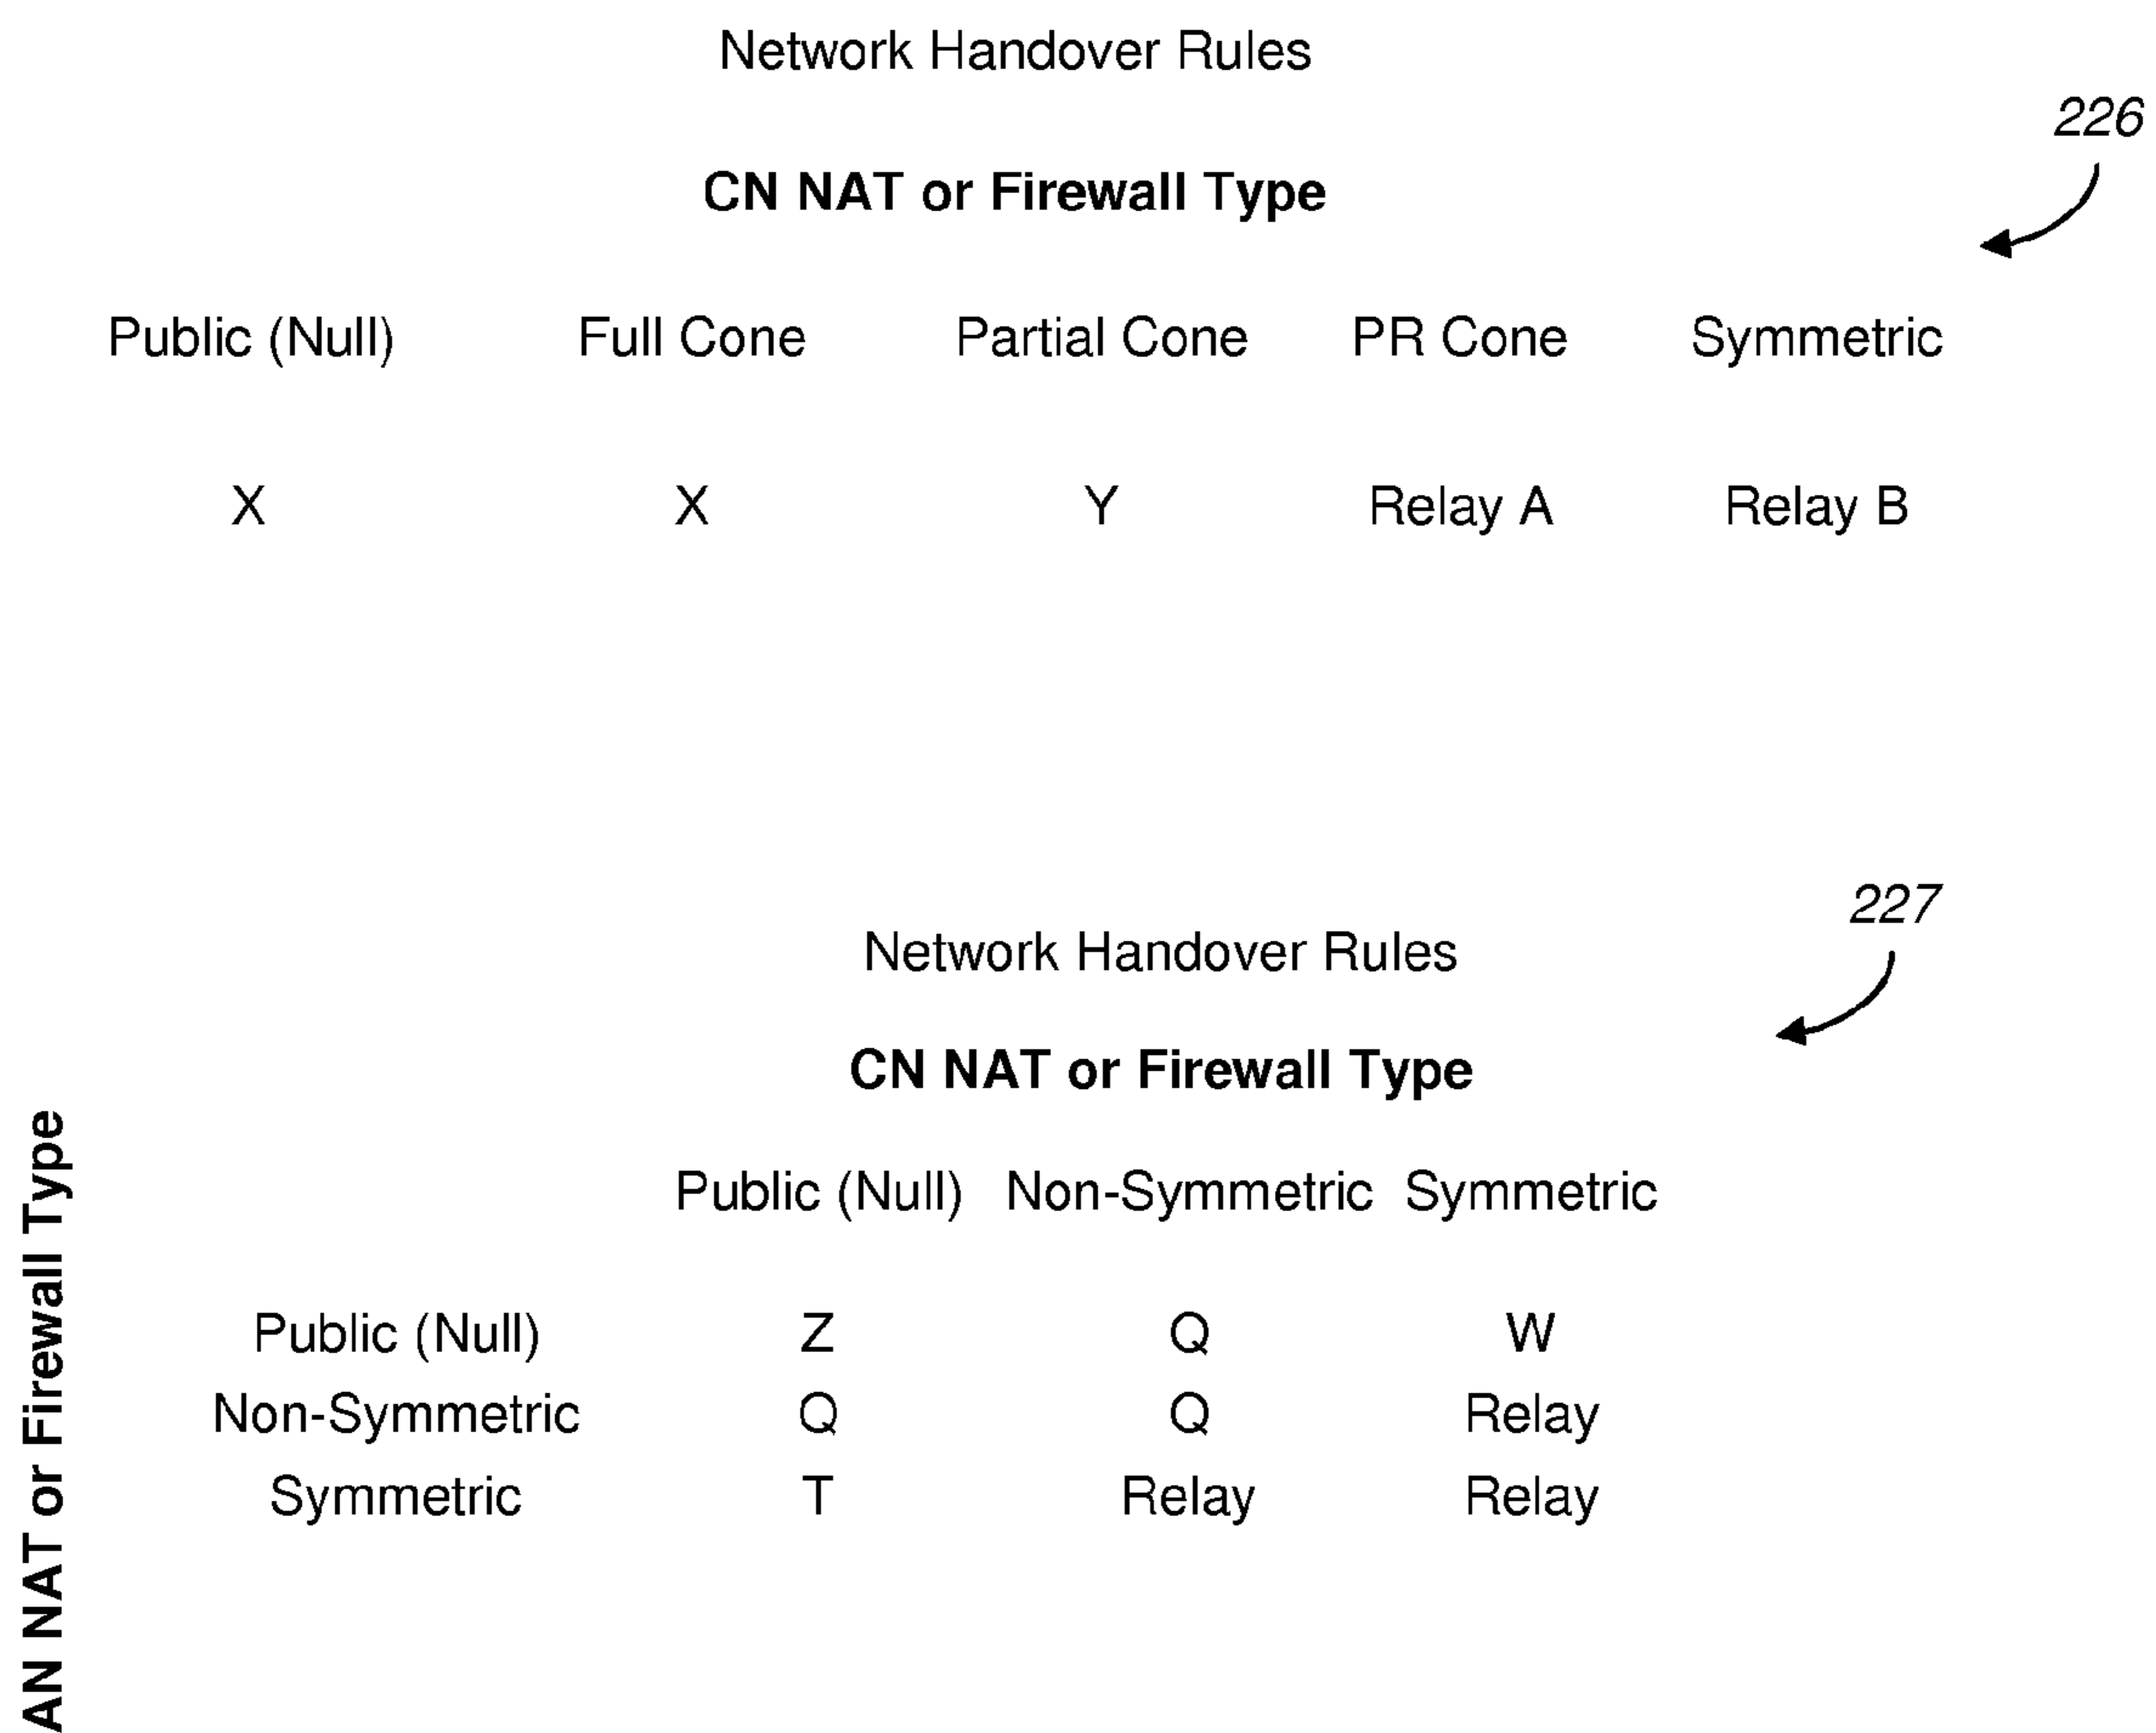 Network Handover Rules
226
CN NAT or Firewall Type
Public (Null) Full Cone Partial Cone PR Cone Symmetric
X X Y Relay A Relay B
227
Network Handover Rules
CN NAT or Firewall Type
Public (Null) Non-Symmetric Symmetric
AN NAT or Firewall Type
Public (Null) Z Q W
Non-Symmetric Q Q Relay
Symmetric T Relay Relay